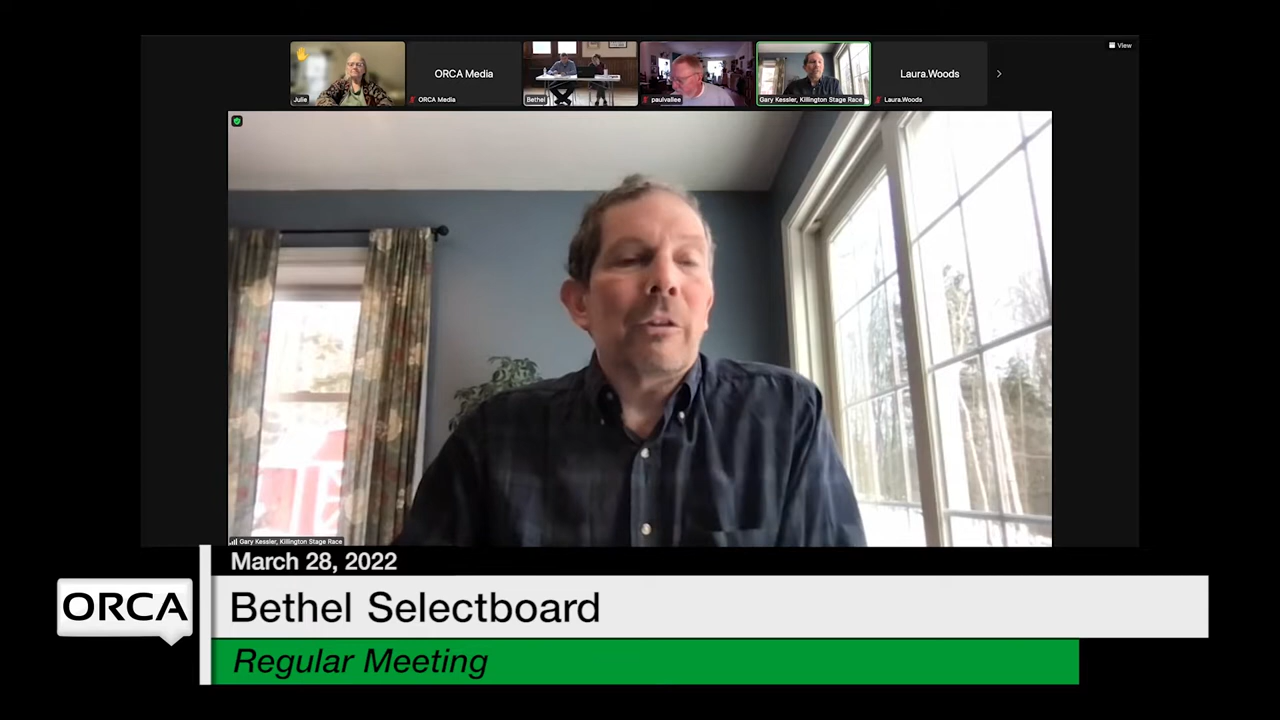 View
ORCA Media
Laura.Woods
Julie
ORCA Media
Bethel
paulvallee
Gary Kessler, Killington Stage Race
Laura.Woods
Gary Kessler, Killington Stage Race
March 28, 2022
ORCA
Bethel Selectboard
Regular Meeting